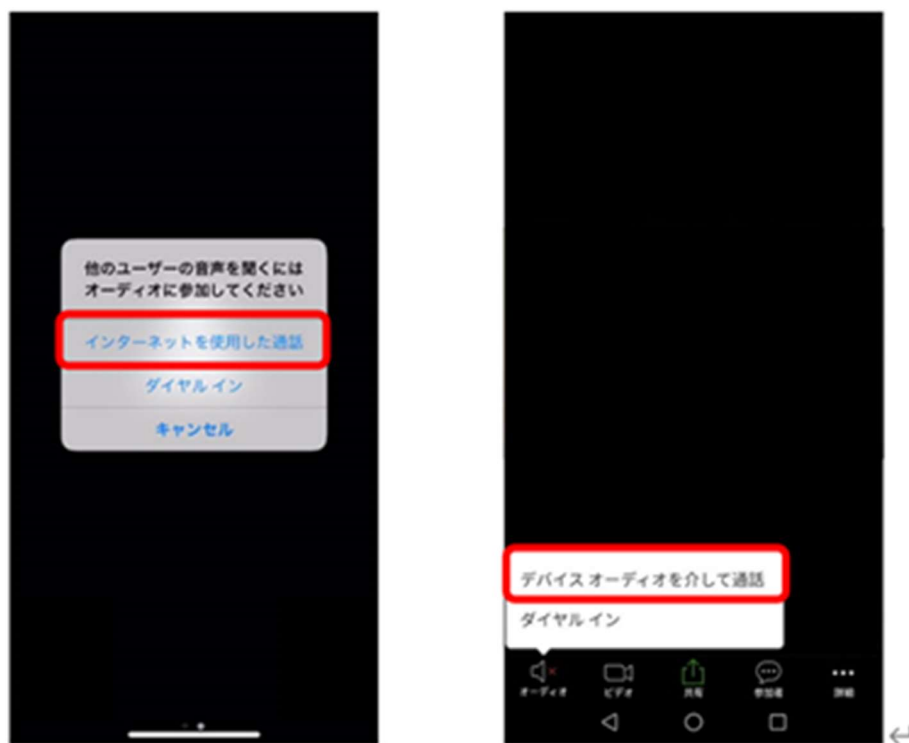 他のユーザーの音声を聞くには
オーディオに参加してください
インターネットを使用した通話
ダイヤル イン
キャンセル
デバイス オーディオを介して通話
ダイヤル イン
オーディオ
ビデオ
共有
参加者
詳細